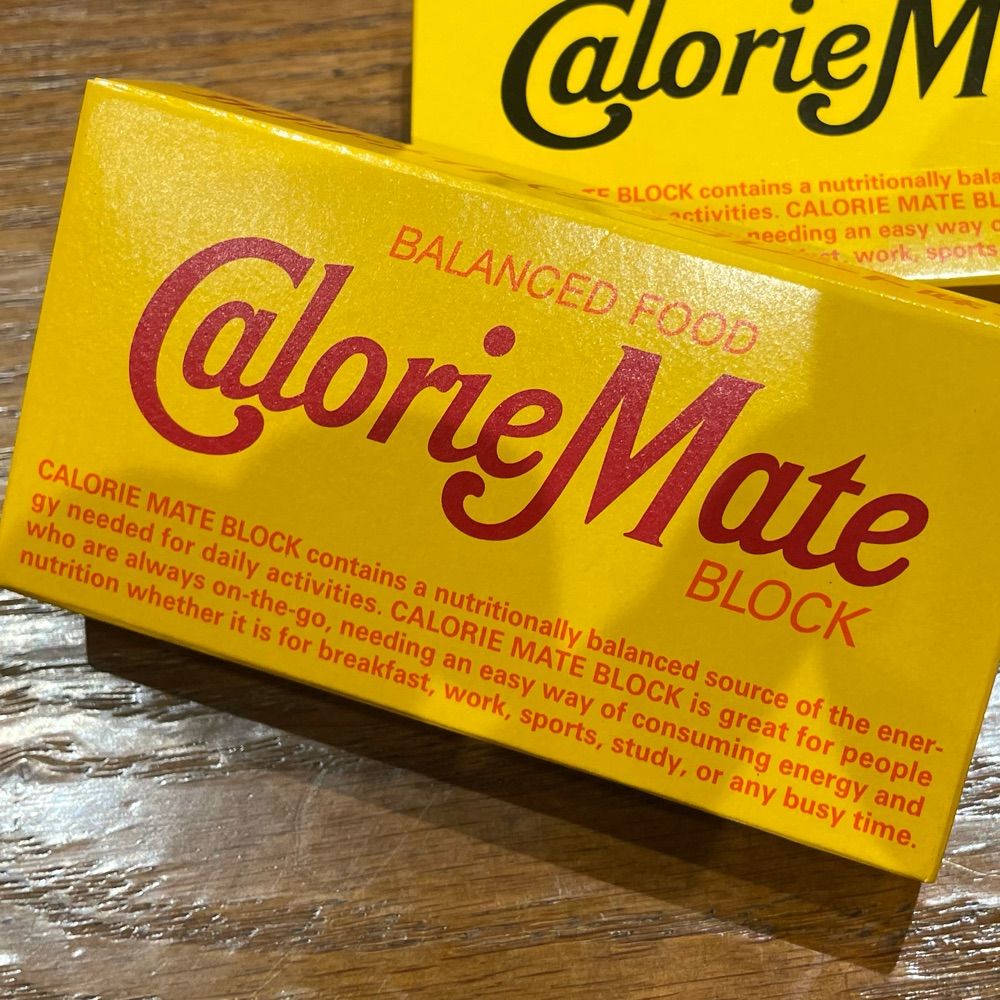 CalorieM
BLOCK contains a nutritionally bala
activities. CALORIE MATE BL
needing an easy way
work, sports
BALANCED FOOD
CalorieMate
BLOCK
CALORIE MATE BLOCK contains a nutritionally balanced source of the ener-
gy needed for daily activities. CALORIE MATE BLOCK is great for people
who are always on-the-go, needing an easy way of consuming energy and
nutrition whether it is for breakfast, work, sports, study, or any busy time.